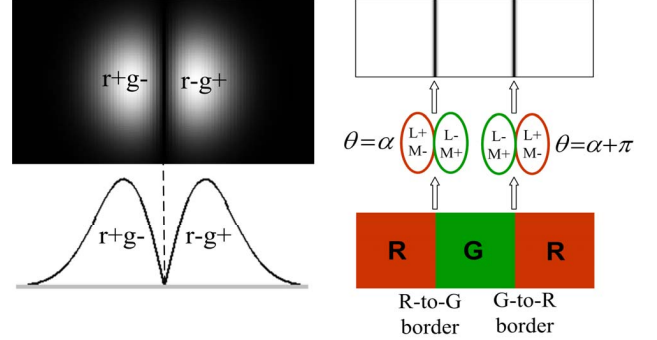 r+g- r-g+
r+g- r-g+
θ=α
L+ L-
M- M+
L- L+
M+ M-
θ=α+π
R G R
R-to-G
border
G-to-R
border